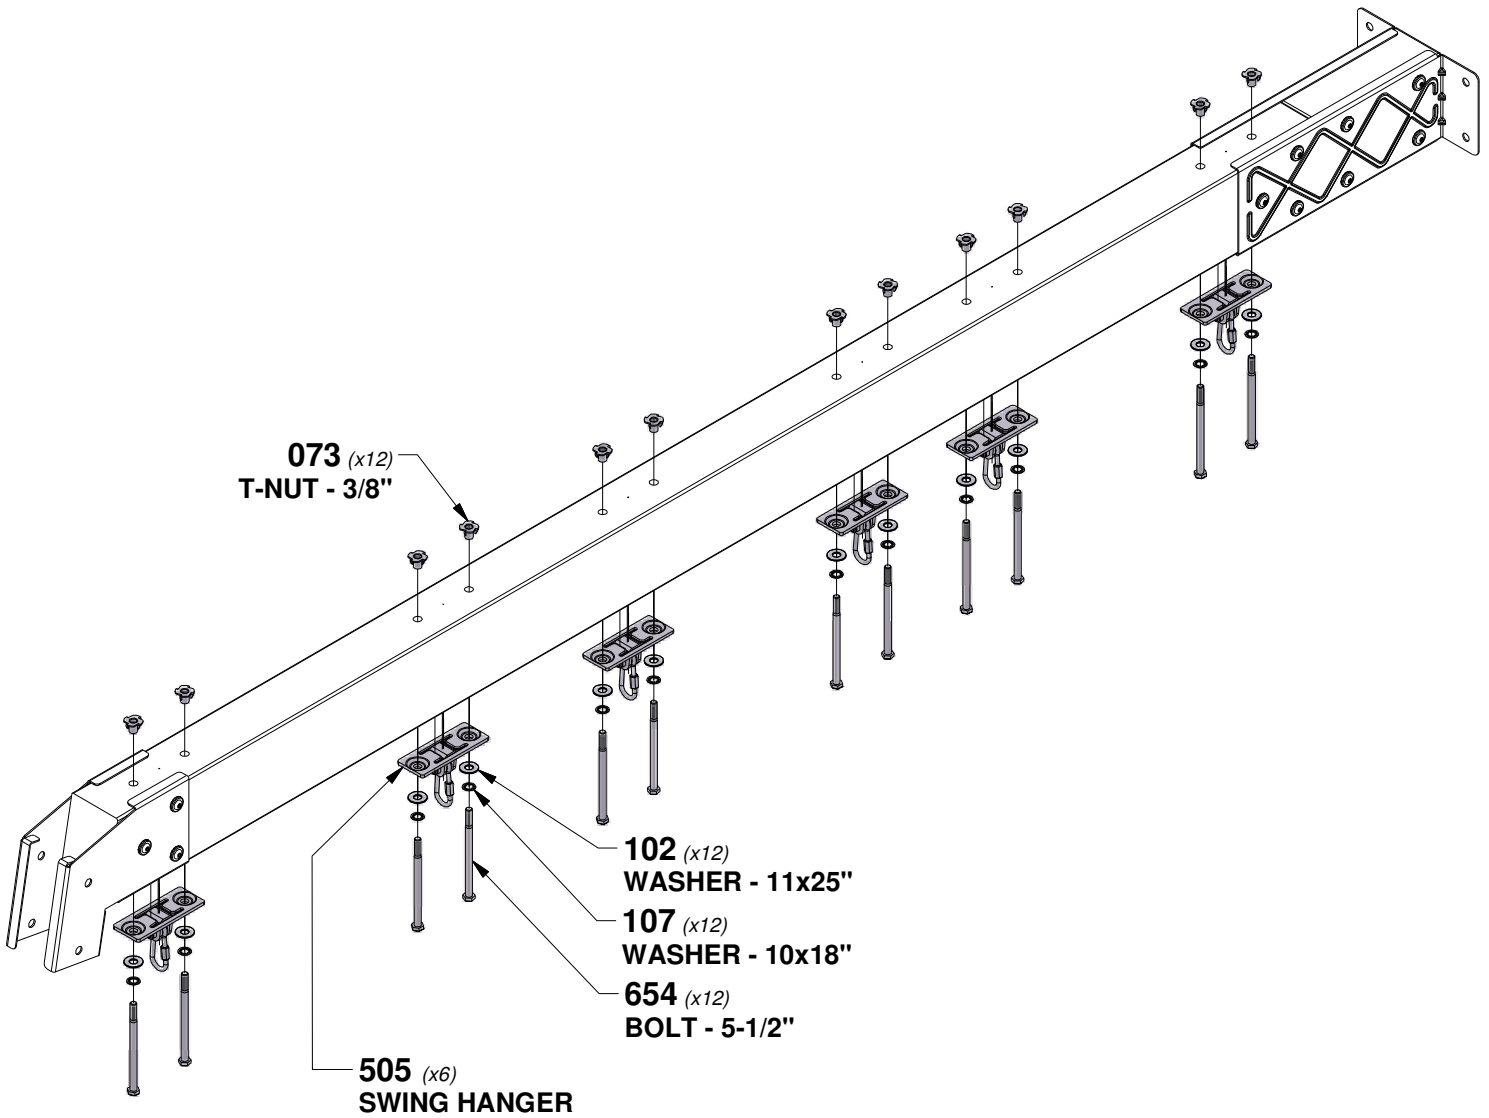 073 (x12)
T-NUT - 3/8"
102 (x12)
WASHER - 11x25"
107 (x12)
WASHER - 10x18"
654 (x12)
BOLT - 5-1/2"
505 (x6)
SWING HANGER